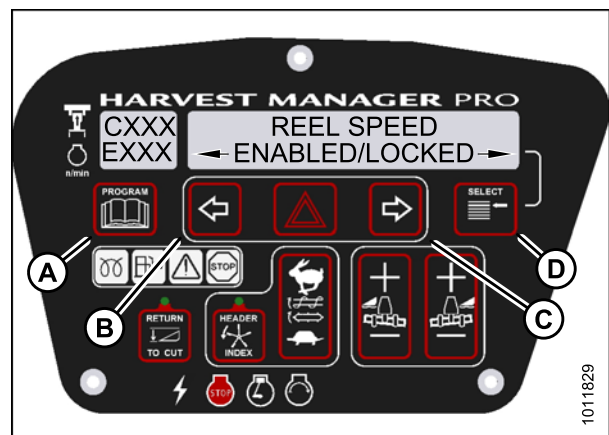 HARVEST MANAGER PRO
CXXX
EXXX
REEL SPEED
ENABLED/LOCKED
n/min
PROGRAM
SELECT
A
B
C
D
STOP
RETURN
TO CUT
HEADER
INDEX
STOP
1011829